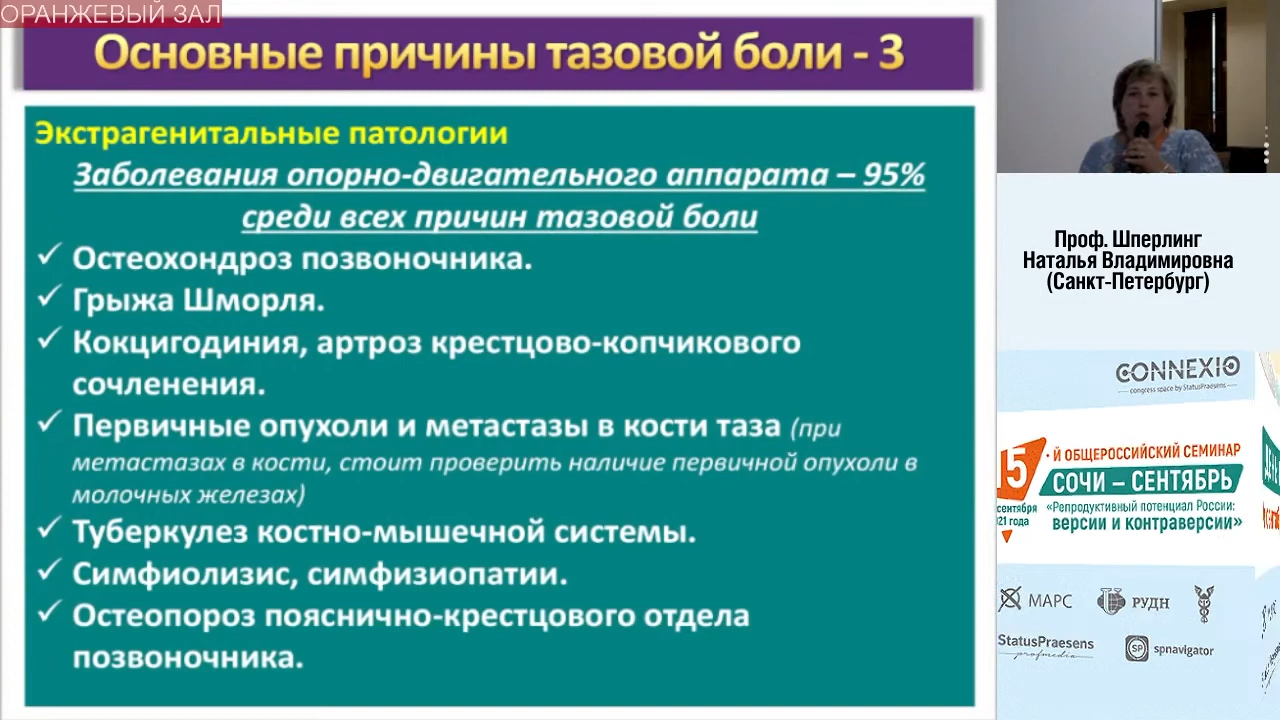 ОРАНЖЕВЫЙ ЗАЛ
Основные причины тазовой боли - 3
Экстрагенитальные патологии
Заболевания опорно-двигательного аппарата – 95%
среди всех причин тазовой боли
✓ Остеохондроз позвоночника.
✓ Грыжа Шморля.
✓ Кокцигодиния, артроз крестцово-копчикового
сочленения.
✓ Первичные опухоли и метастазы в кости таза (при
метастазах в кости, стоит проверить наличие первичной опухоли в
молочных железах)
✓ Туберкулез костно-мышечной системы.
✓ Симфиолизис, симфизиопатии.
✓ Остеопороз пояснично-крестцового отдела
позвоночника.
Проф. Шперлинг
Наталья Владимировна
(Санкт-Петербург)
CONNEXIO
congress space by StatusPraesens
15-Й ОБЩЕРОССИЙСКИЙ СЕМИНАР
СОЧИ – СЕНТЯБРЬ
сентября
21 года
«Репродуктивный потенциал России:
версии и контраверсии»
МАРС
РУДН
StatusPraesens
profmedia
SP
spnavigator